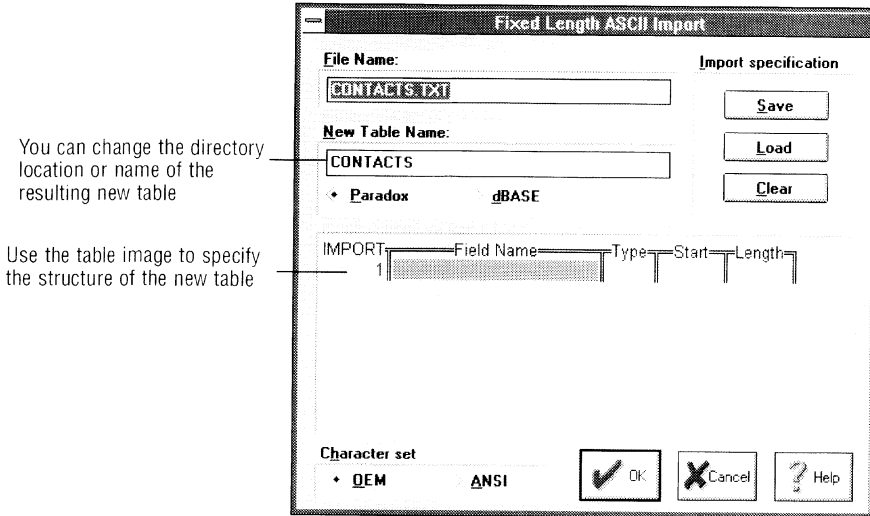 Fixed Length ASCII Import
File Name:
CONTACTS.TXT
Import specification
Save
You can change the directory
location or name of the
resulting new table
New Table Name:
CONTACTS
Load
Paradox
dBASE
Clear
Use the table image to specify
the structure of the new table
IMPORT Field Name Type Start Length
1
Character set
OEM
ANSI
OK
Cancel
? Help